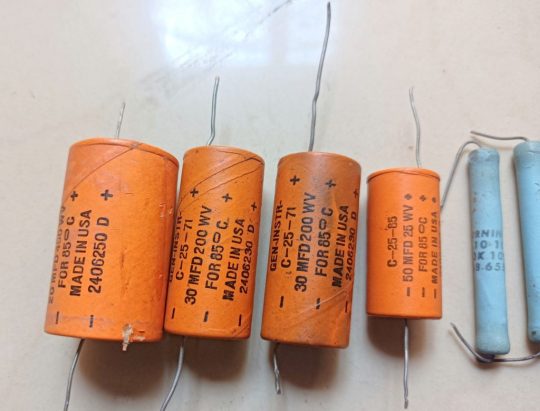 FOR 85°C
MADE IN USA
2406250 D
GEN-INSTR-
C-25-71
30 MFD 200 WV
FOR 85°C
MADE IN USA
2406230 D
GEN-INSTR-
C-25-71
30 MFD 200 WV
FOR 85°C
MADE IN USA
2406230 D
C-25-65
50 MFD 25 WV
FOR 85°C
MADE IN USA